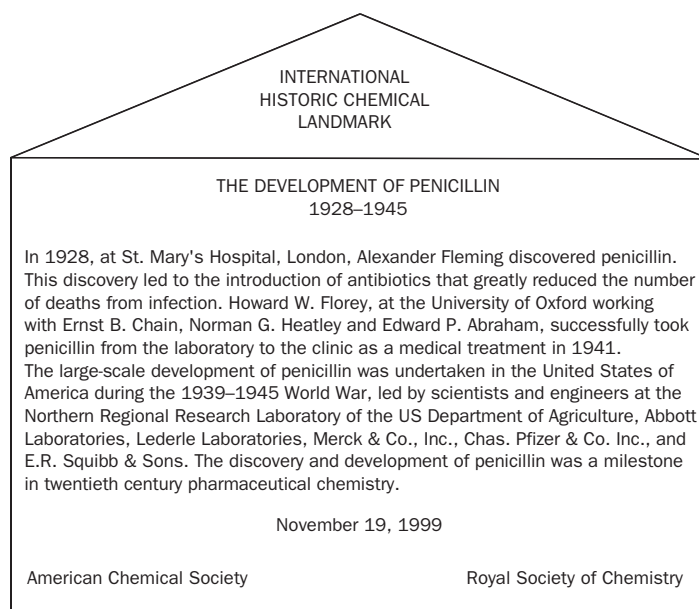 INTERNATIONAL
HISTORIC CHEMICAL
LANDMARK
THE DEVELOPMENT OF PENICILLIN
1928–1945
In 1928, at St. Mary's Hospital, London, Alexander Fleming discovered penicillin.
This discovery led to the introduction of antibiotics that greatly reduced the number
of deaths from infection. Howard W. Florey, at the University of Oxford working
with Ernst B. Chain, Norman G. Heatley and Edward P. Abraham, successfully took
penicillin from the laboratory to the clinic as a medical treatment in 1941.
The large-scale development of penicillin was undertaken in the United States of
America during the 1939–1945 World War, led by scientists and engineers at the
Northern Regional Research Laboratory of the US Department of Agriculture, Abbott
Laboratories, Lederle Laboratories, Merck & Co., Inc., Chas. Pfizer & Co. Inc., and
E.R. Squibb & Sons. The discovery and development of penicillin was a milestone
in twentieth century pharmaceutical chemistry.
November 19, 1999
American Chemical Society Royal Society of Chemistry